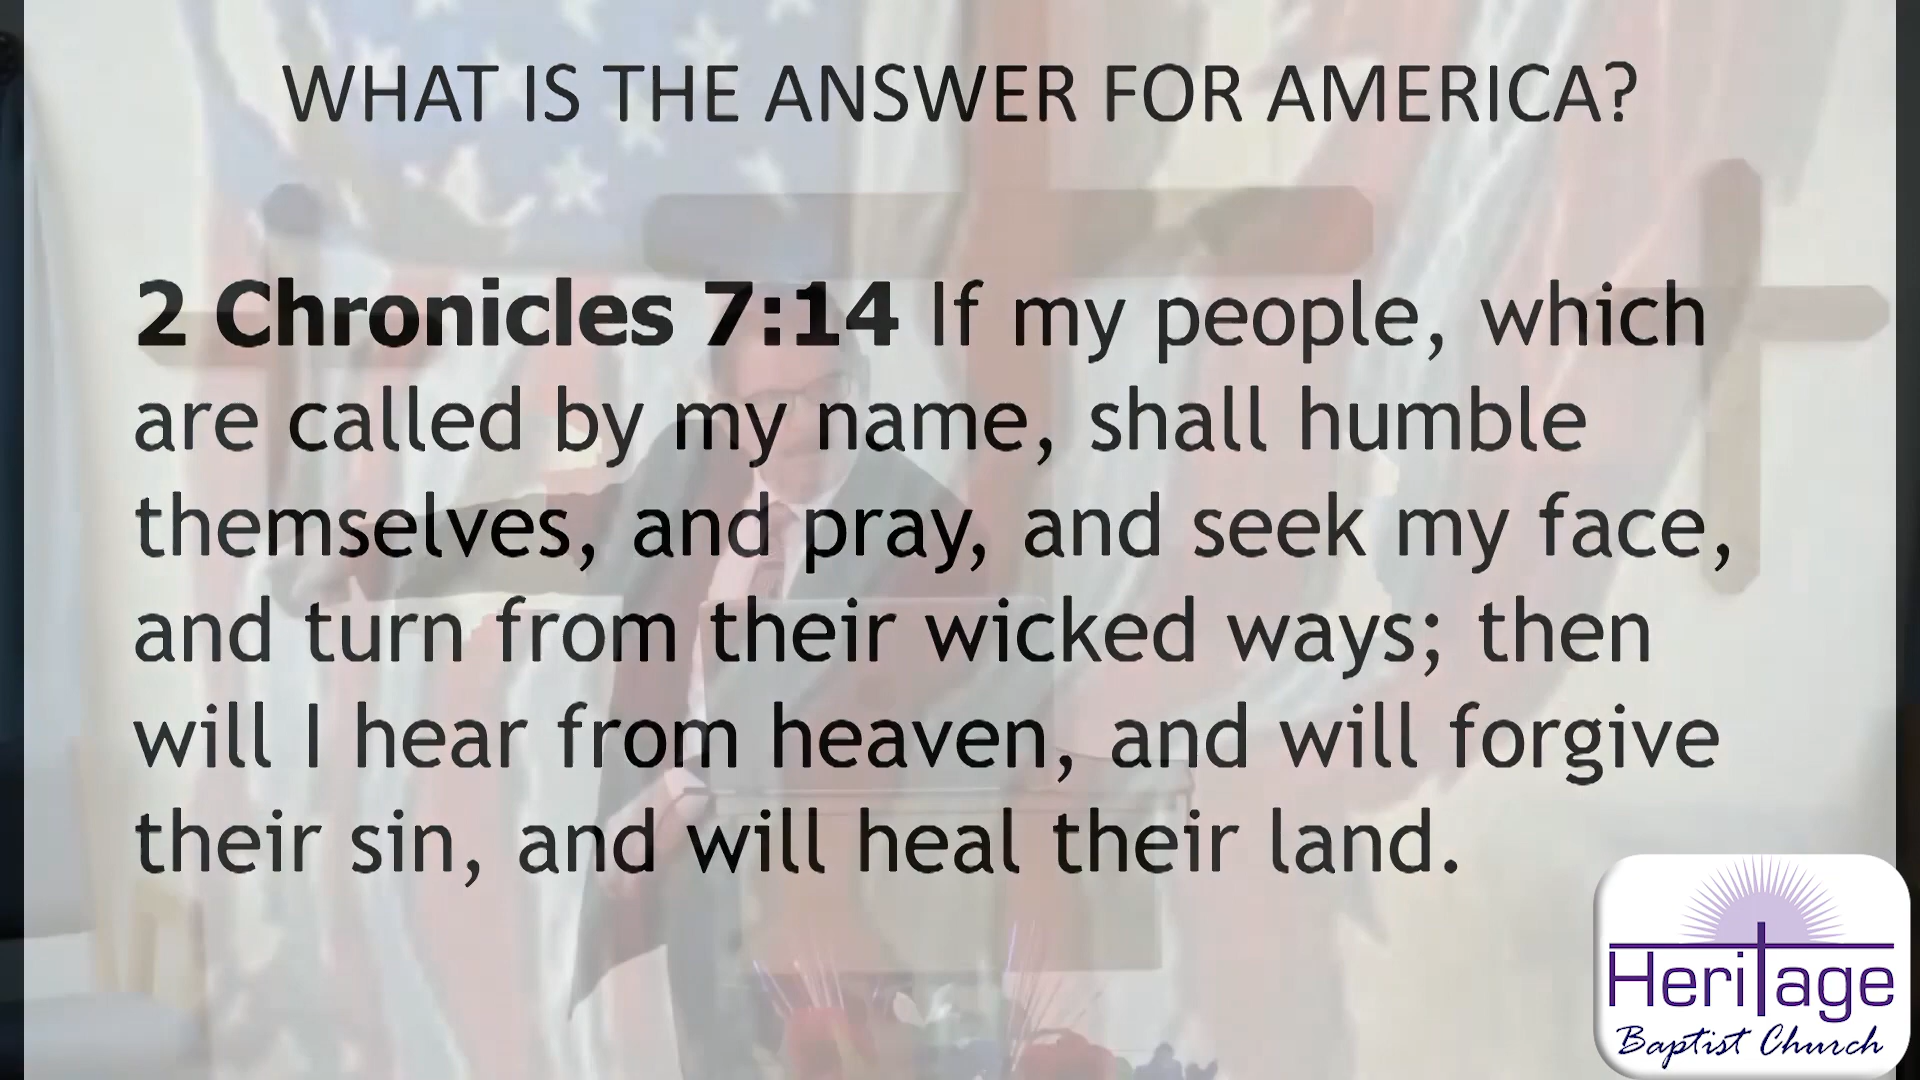 WHAT IS THE ANSWER FOR AMERICA?
2 Chronicles 7:14 If my people, which
are called by my name, shall humble
themselves, and pray, and seek my face,
and turn from their wicked ways; then
will I hear from heaven, and will forgive
their sin, and will heal their land.
Heritage
Baptist Church